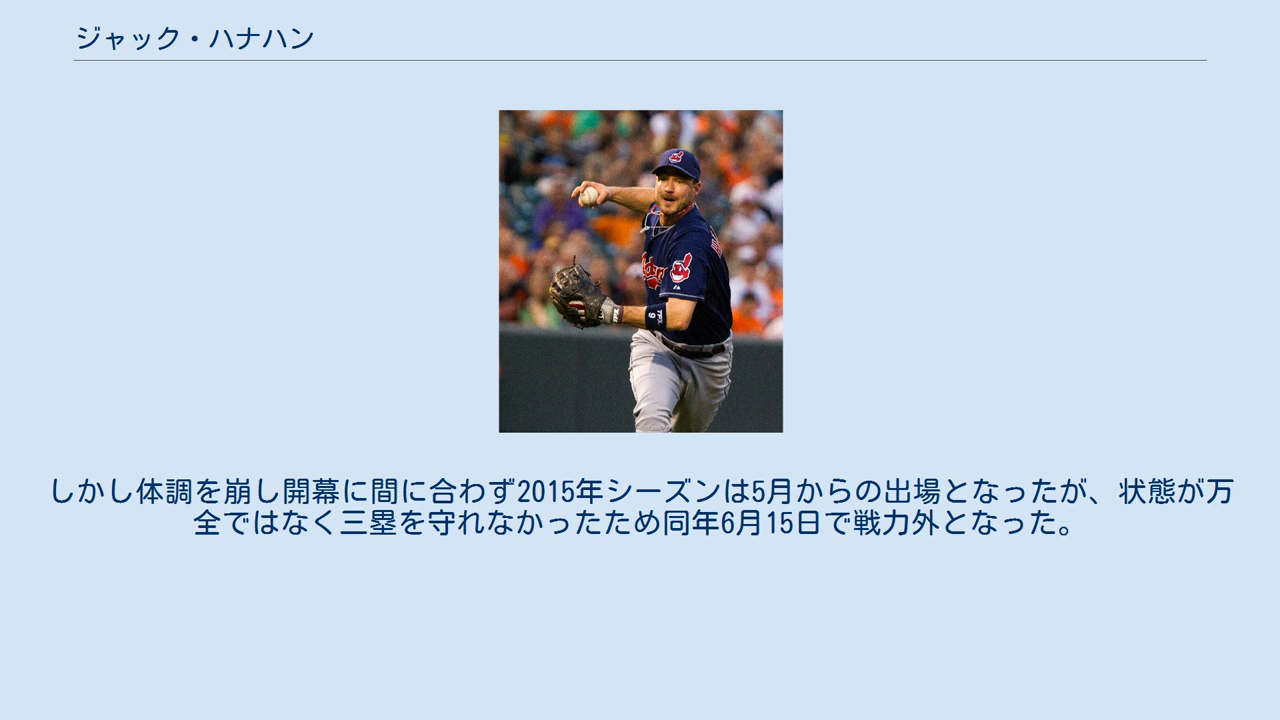 ジャック・ハナハン
しかし体調を崩し開幕に間に合わず2015年シーズンは5月からの出場となったが、状態が万
全ではなく三塁を守れなかったため同年6月15日で戦力外となった。